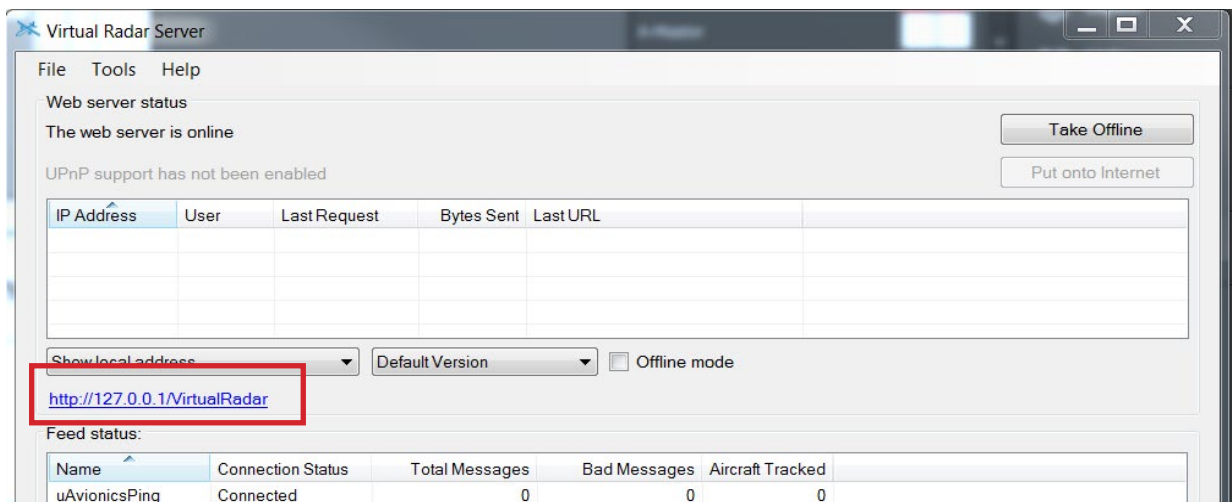 Virtual Radar Server
File Tools Help
Web server status
The web server is online
Take Offline
UPnP support has not been enabled
Put onto Internet
IP Address User Last Request Bytes Sent Last URL
Show local address Default Version Offline mode
http://127.0.0.1/VirtualRadar
Feed status:
Name Connection Status Total Messages Bad Messages Aircraft Tracked
uAvionicsPing Connected 0 0 0